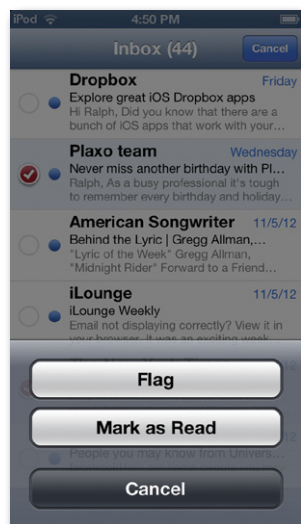 iPod 4:50 PM
Inbox (44) Cancel
Dropbox Friday
Explore great iOS Dropbox apps
Hi Ralph, Did you know that there are a
bunch of iOS apps that work with your...
Plaxo team Wednesday
Never miss another birthday with Pl...
Ralph, As a busy professional it's tough
to remember every birthday and holiday...
American Songwriter 11/5/12
Behind the Lyric | Gregg Allman,...
"Lyric of the Week" Gregg Allman,
"Midnight Rider" Forward to a Friend...
iLounge 11/5/12
iLounge Weekly
Email not displaying correctly? View it in
your browser. It was an exciting week
Flag
Mark as Read
People you may know from Univers...
Cancel